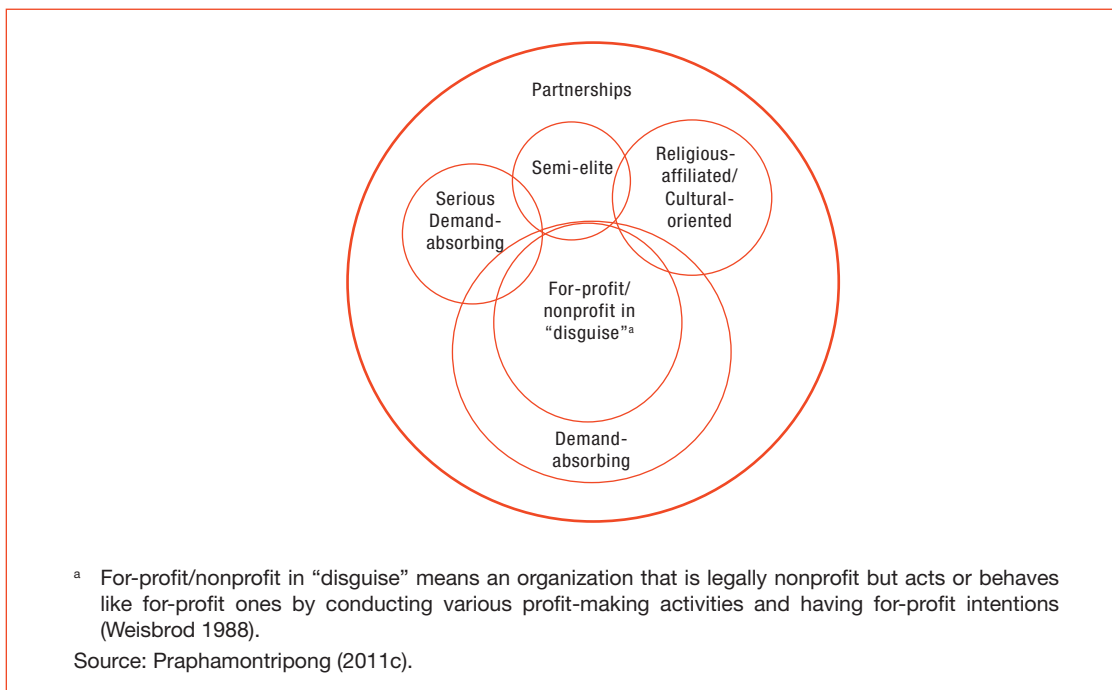 Partnerships
Semi-elite
Religious-
affiliated/
Cultural-
oriented
Serious
Demand-
absorbing
For-profit/
nonprofit in
“disguise”ᵃ
Demand-
absorbing
ᵃ For-profit/nonprofit in “disguise” means an organization that is legally nonprofit but acts or behaves
like for-profit ones by conducting various profit-making activities and having for-profit intentions
(Weisbrod 1988).
Source: Praphamontripong (2011c).